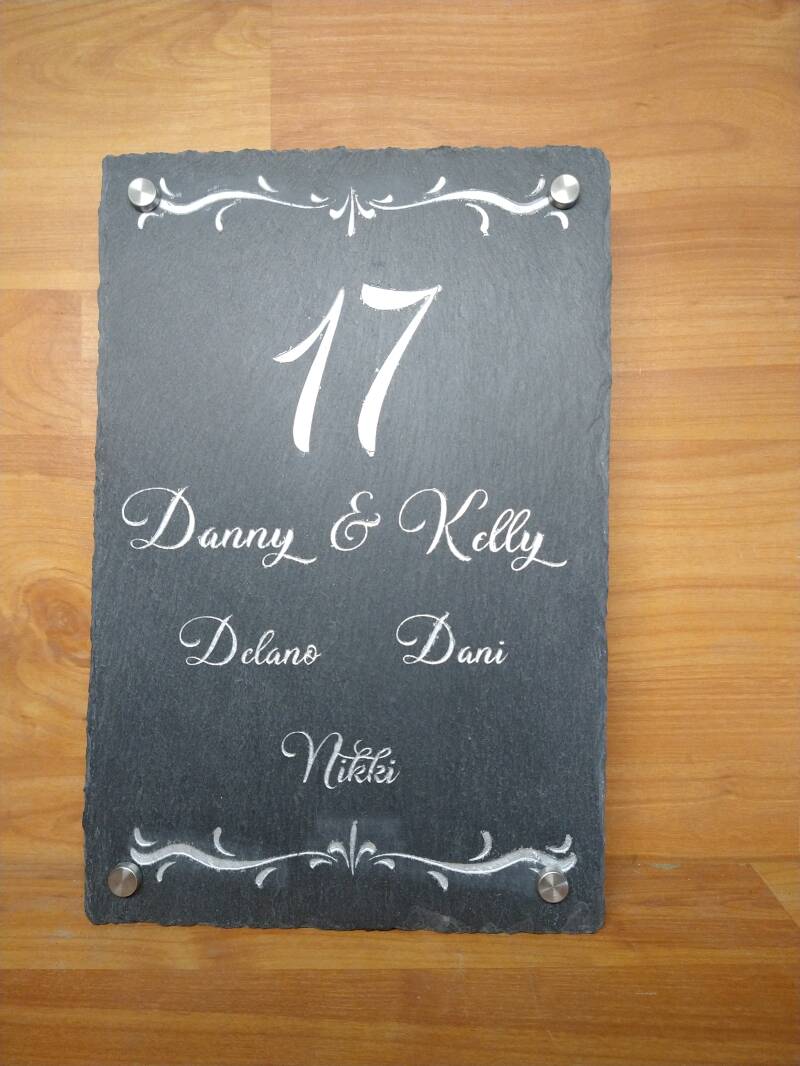 17
Danny & Kelly
Delano Dani
Nikki